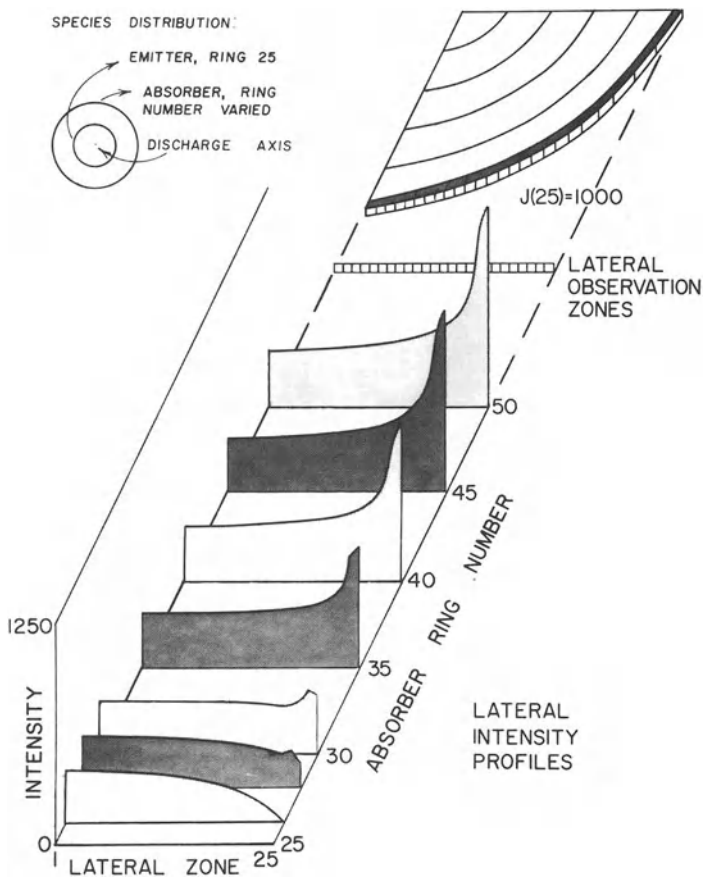 SPECIES DISTRIBUTION:
EMITTER, RING 25
ABSORBER, RING
NUMBER VARIED
DISCHARGE AXIS
J(25)=1000
LATERAL
OBSERVATION
ZONES
50
45
40
35
30
25
ABSORBER RING NUMBER
1250
INTENSITY
0
1
LATERAL ZONE
25
LATERAL
INTENSITY
PROFILES